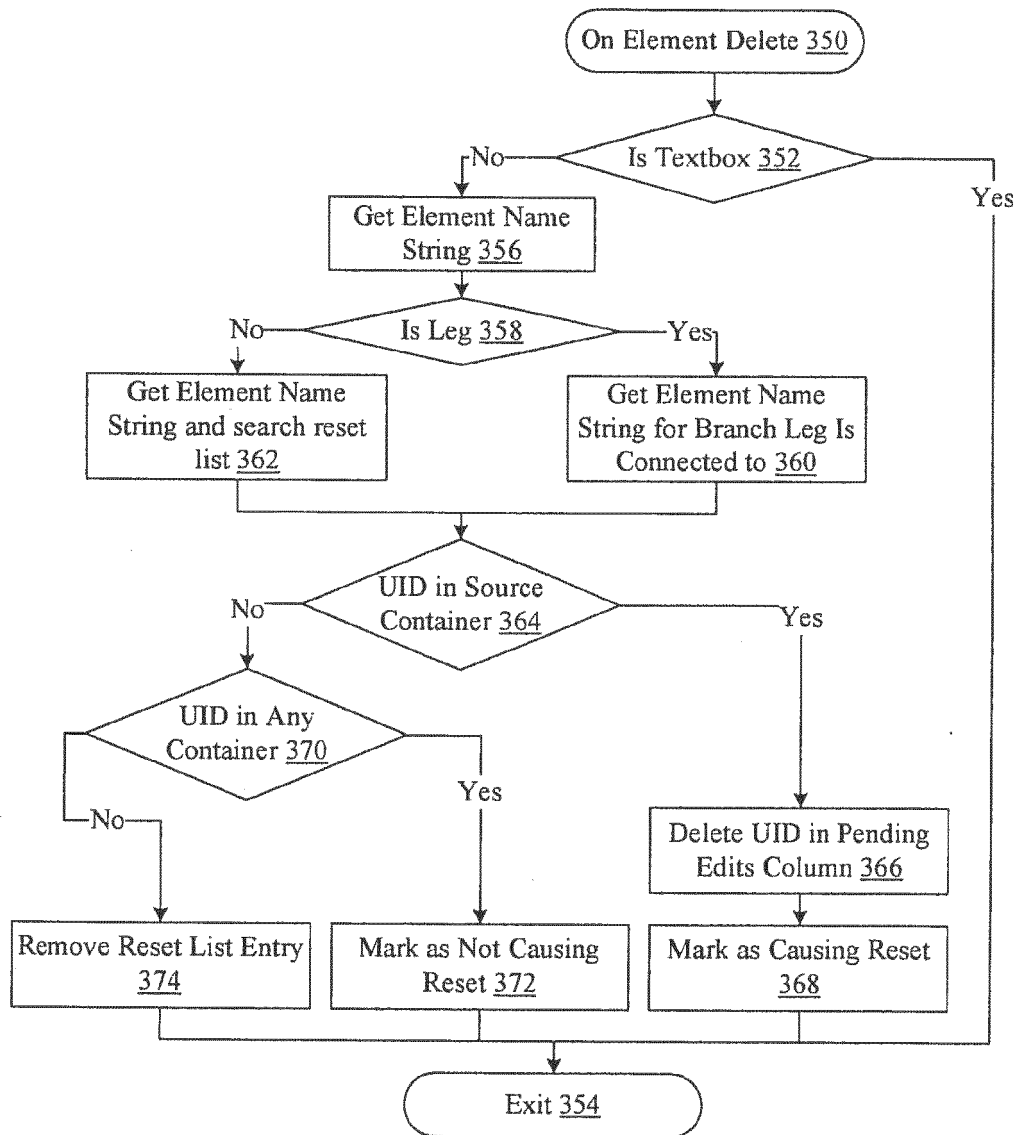 On Element Delete 350
Is Textbox 352
No
Yes
Get Element Name
String 356
Is Leg 358
No
Yes
Get Element Name
String and search reset
list 362
Get Element Name
String for Branch Leg Is
Connected to 360
UID in Source
Container 364
No
Yes
UID in Any
Container 370
Yes
No
Delete UID in Pending
Edits Column 366
Remove Reset List Entry
374
Mark as Not Causing
Reset 372
Mark as Causing Reset
368
Exit 354